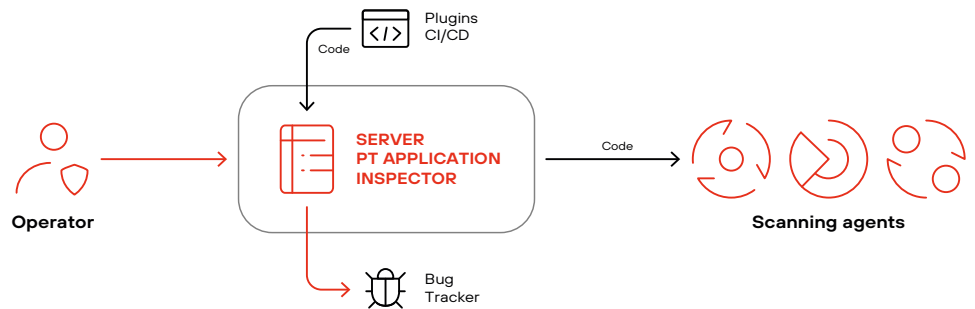 Plugins
CI/CD
Code
SERVER
PT APPLICATION
INSPECTOR
Code
Operator
Scanning agents
Bug
Tracker